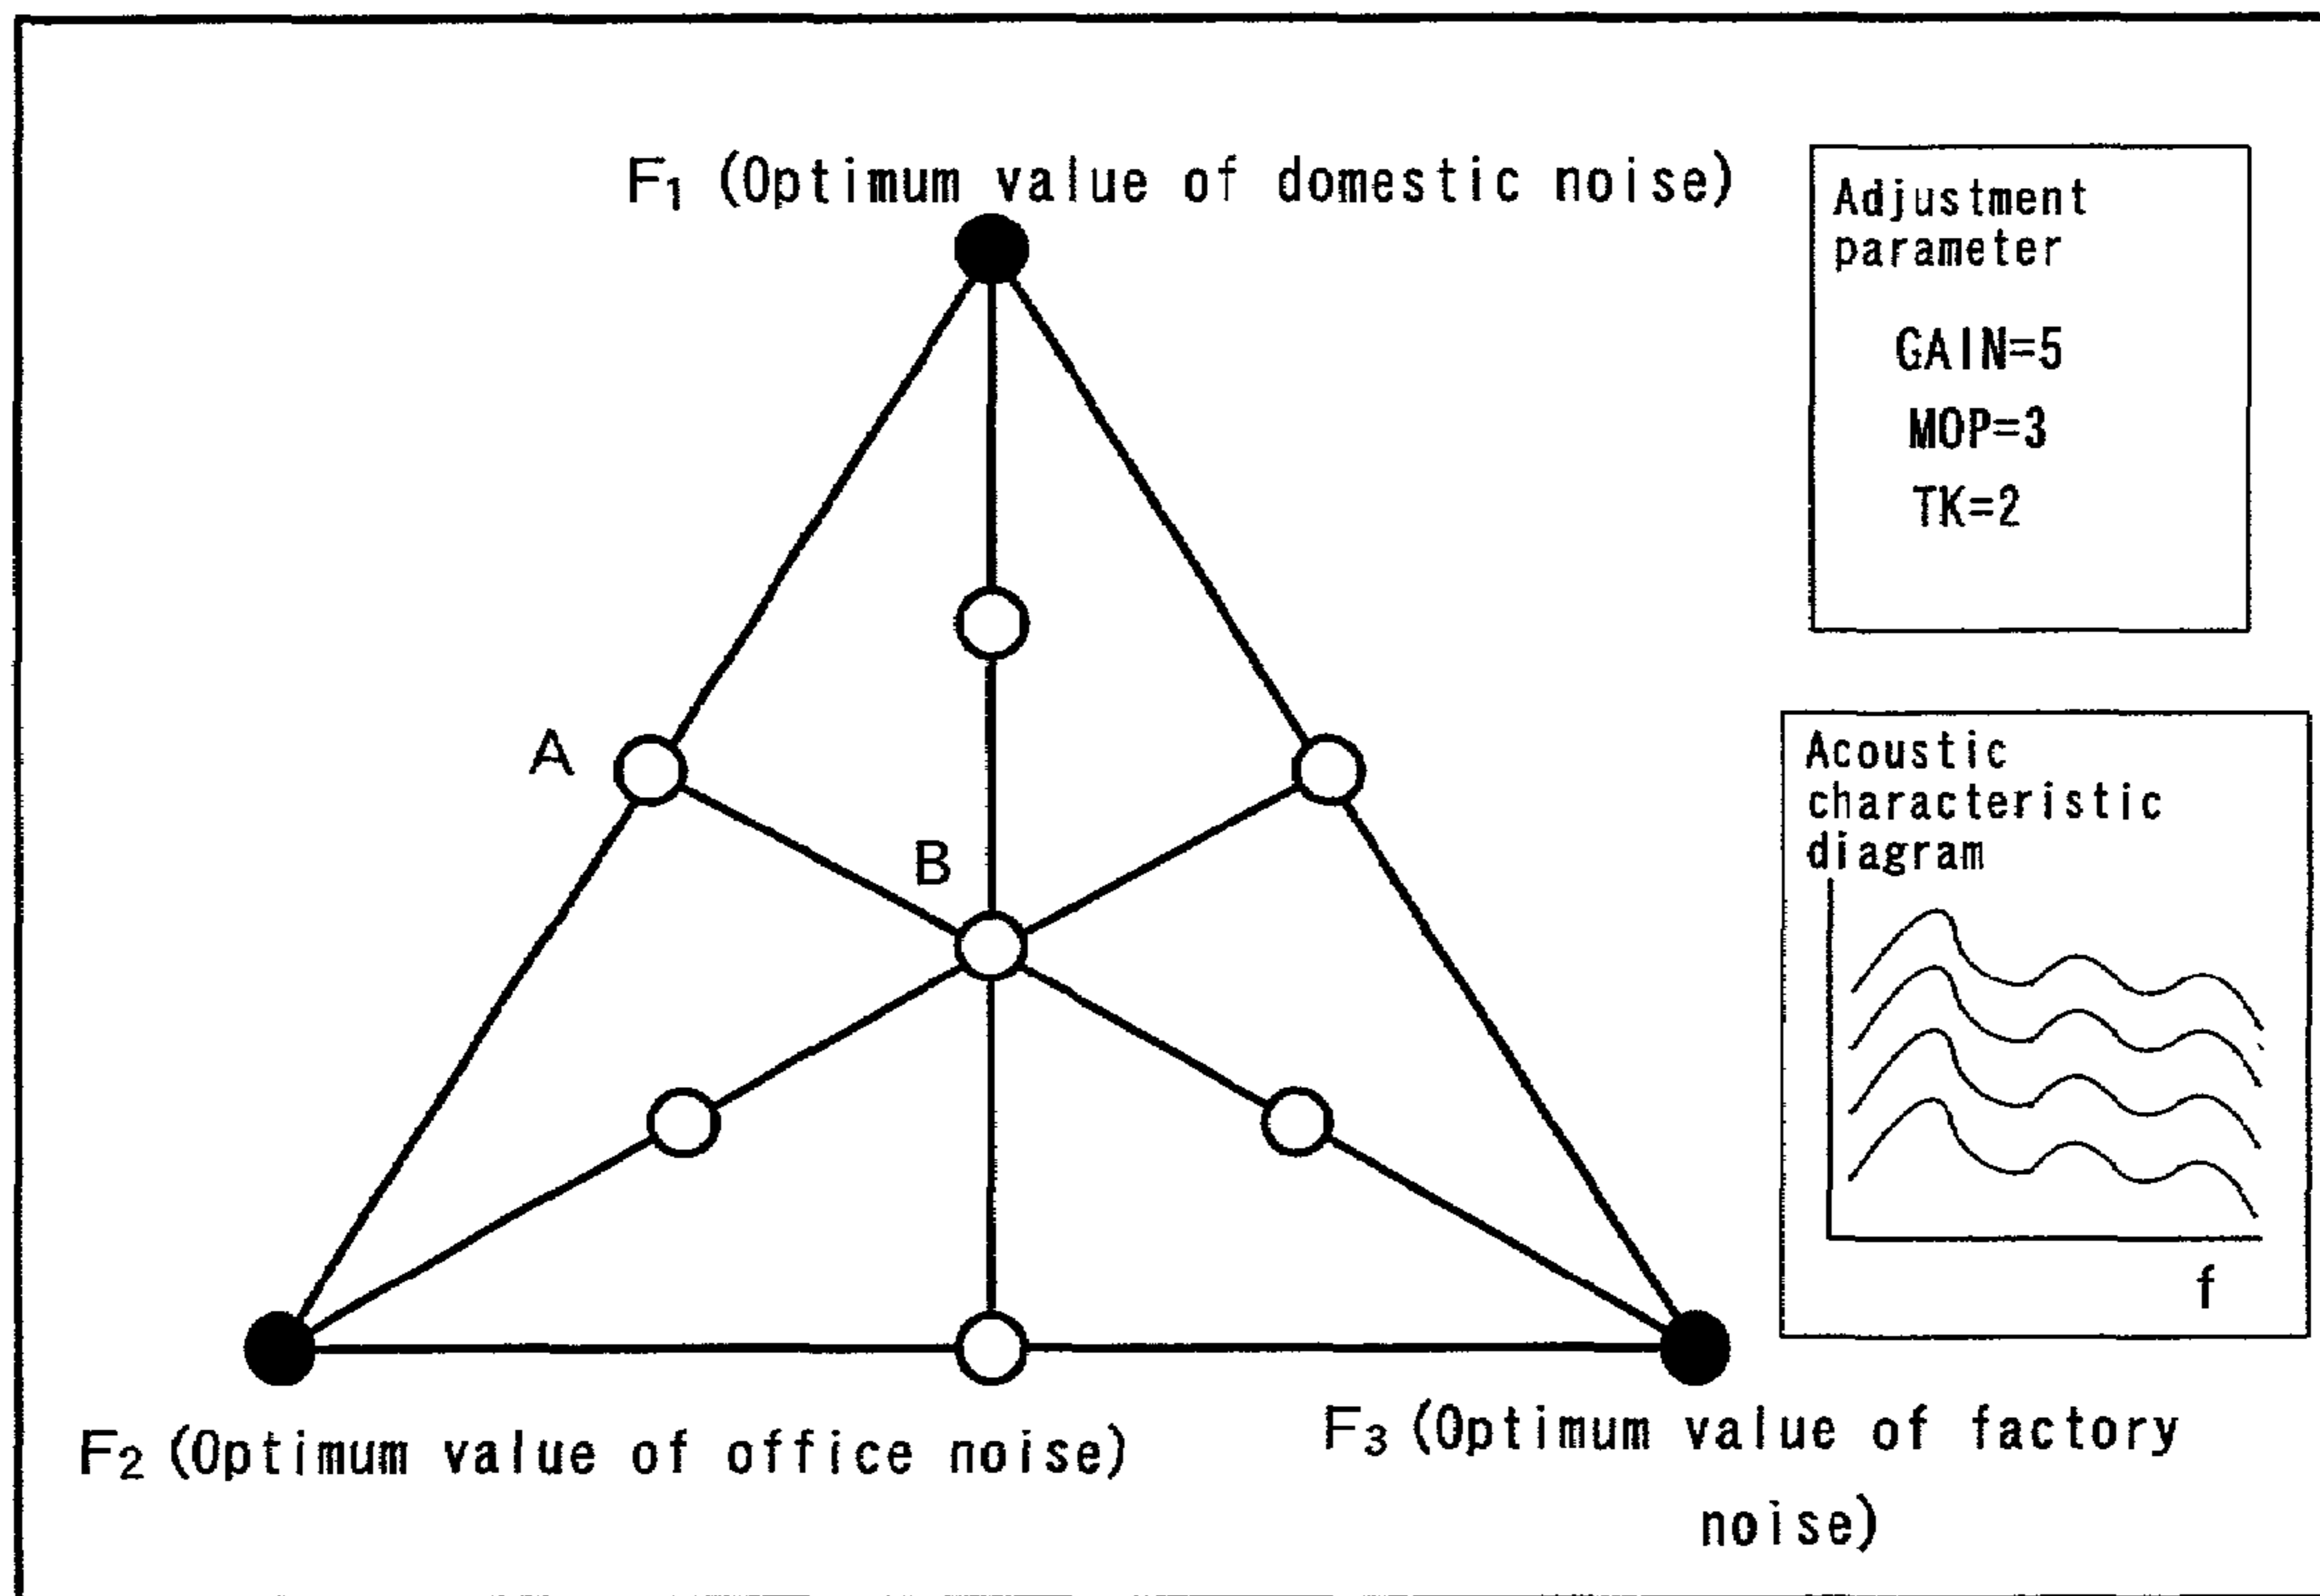 F₁ (Optimum value of domestic noise)
Adjustment
parameter
GAIN=5
MOP=3
TK=2
A
B
Acoustic
characteristic
diagram
f
F₂ (Optimum value of office noise)
F₃ (Optimum value of factory
noise)